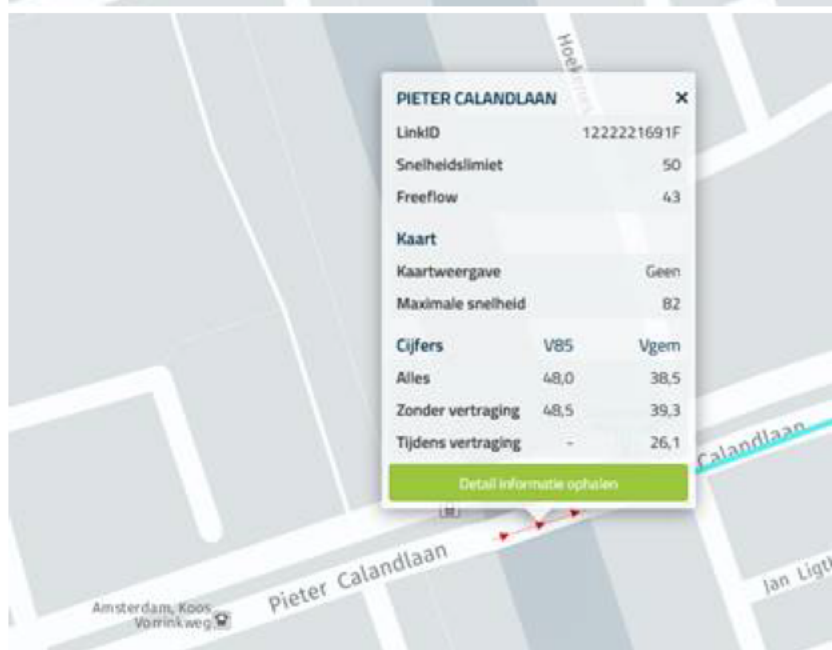 Hoeken
PIETER CALANDLAAN ×
LinkID 1222221691F
Snelheidslimiet 50
Freeflow 43
Kaart
Kaartweergave Geen
Maximale snelheid 82
Cijfers V85 Vgem
Alles 48,0 38,5
Zonder vertraging 48,5 39,3
Tijdens vertraging - 26,1
Detail informatie ophalen
Calandlaan
Pieter Calandlaan
Jan Ligth
Amsterdam, Koos
Vorrinkweg